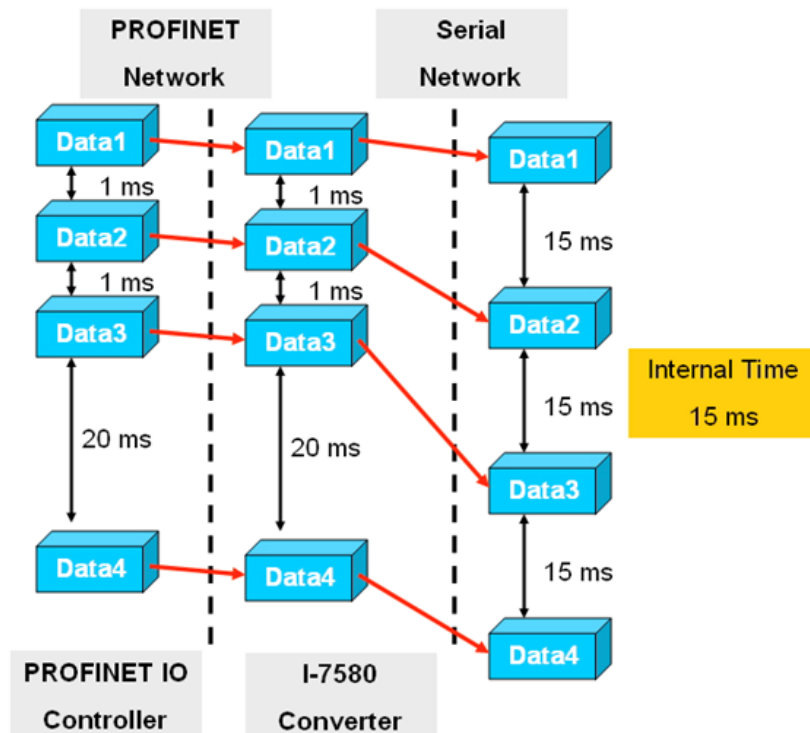 PROFINET
Network
Serial
Network
Data1
Data1
Data1
1 ms
1 ms
15 ms
Data2
Data2
Data2
1 ms
1 ms
Data3
Data3
Internal Time
15 ms
15 ms
20 ms
20 ms
Data3
15 ms
Data4
Data4
Data4
PROFINET IO
Controller
I-7580
Converter